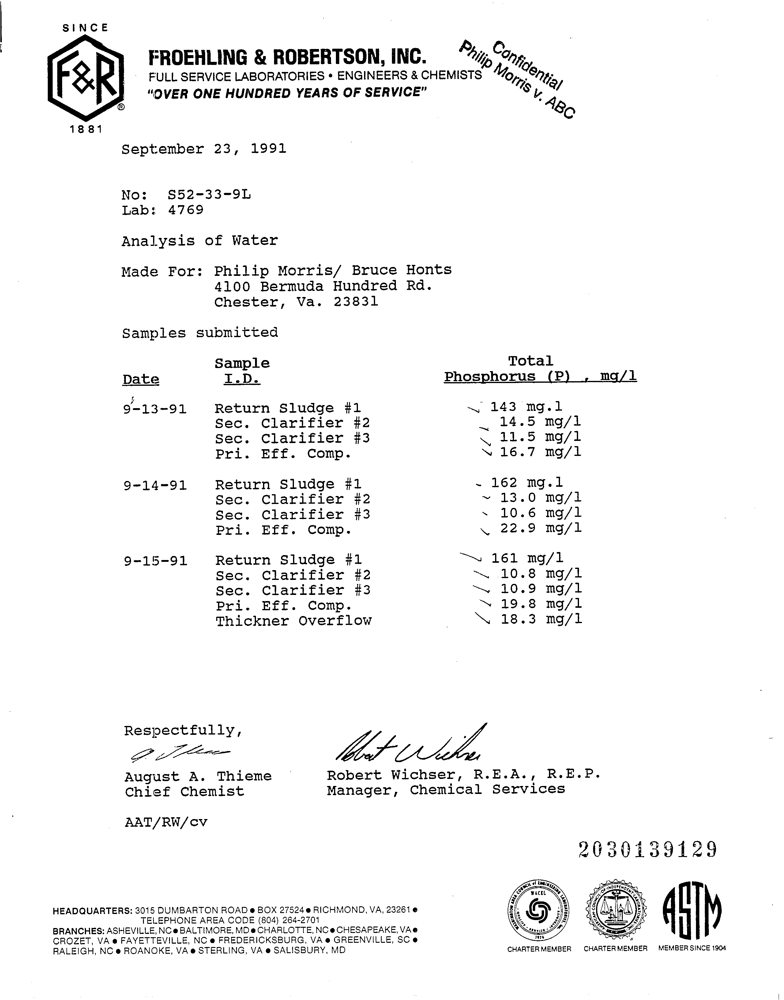 SINCE
F&R®
1881
FROEHLING & ROBERTSON, INC.
FULL SERVICE LABORATORIES • ENGINEERS & CHEMISTS
"OVER ONE HUNDRED YEARS OF SERVICE"
Confidential
Philip Morris v. ABC
September 23, 1991
No: S52-33-9L
Lab: 4769
Analysis of Water
Made For: Philip Morris/ Bruce Honts
4100 Bermuda Hundred Rd.
Chester, Va. 23831
Samples submitted
Sample Total
Date I.D. Phosphorus (P) , mg/l
9-13-91 Return Sludge #1 143 mg.l
Sec. Clarifier #2 14.5 mg/l
Sec. Clarifier #3 11.5 mg/l
Pri. Eff. Comp. 16.7 mg/l
9-14-91 Return Sludge #1 162 mg.l
Sec. Clarifier #2 13.0 mg/l
Sec. Clarifier #3 10.6 mg/l
Pri. Eff. Comp. 22.9 mg/l
9-15-91 Return Sludge #1 161 mg/l
Sec. Clarifier #2 10.8 mg/l
Sec. Clarifier #3 10.9 mg/l
Pri. Eff. Comp. 19.8 mg/l
Thickner Overflow 18.3 mg/l
Respectfully,
Robert Wichser
August A. Thieme Robert Wichser, R.E.A., R.E.P.
Chief Chemist Manager, Chemical Services
AAT/RW/cv
2030139129
HEADQUARTERS: 3015 DUMBARTON ROAD • BOX 27524 • RICHMOND, VA, 23261 •
TELEPHONE AREA CODE (804) 264-2701
BRANCHES: ASHEVILLE, NC • BALTIMORE, MD • CHARLOTTE, NC • CHESAPEAKE, VA •
CROZET, VA • FAYETTEVILLE, NC • FREDERICKSBURG, VA • GREENVILLE, SC •
RALEIGH, NC • ROANOKE, VA • STERLING, VA • SALISBURY, MD
WACEL
ASTM
CHARTER MEMBER CHARTER MEMBER MEMBER SINCE 1904